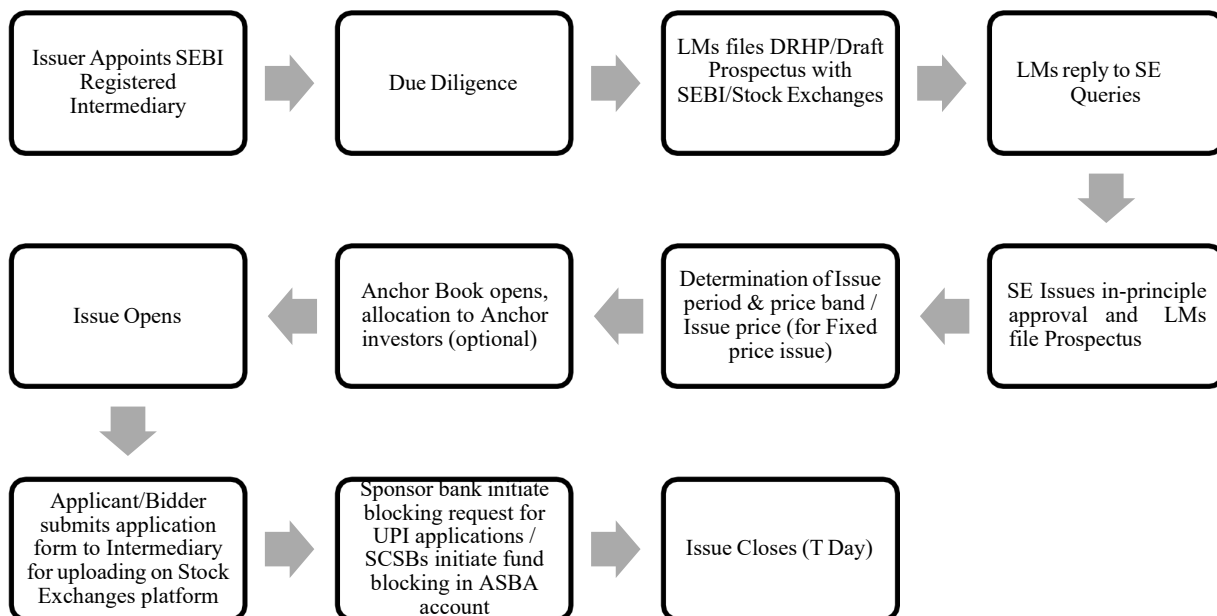 Issuer Appoints SEBI
Registered
Intermediary
Due Diligence
LMs files DRHP/Draft
Prospectus with
SEBI/Stock Exchanges
LMs reply to SE
Queries
SE Issues in-principle
approval and LMs
file Prospectus
Determination of Issue
period & price band /
Issue price (for Fixed
price issue)
Anchor Book opens,
allocation to Anchor
investors (optional)
Issue Opens
Applicant/Bidder
submits application
form to Intermediary
for uploading on Stock
Exchanges platform
Sponsor bank initiate
blocking request for
UPI applications /
SCSBs initiate fund
blocking in ASBA
account
Issue Closes (T Day)